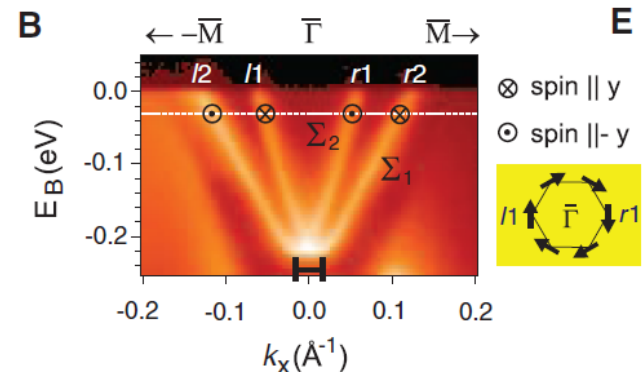 B
E
← -M̅ Γ̅ M̅→
l2 l1 r1 r2
0.0
-0.1
-0.2
E_B(eV)
Σ₂
Σ₁
-0.2 -0.1 0.0 0.1 0.2
kₓ(Å⁻¹)
⊗ spin || y
⊙ spin ||- y
l1 Γ̅ r1